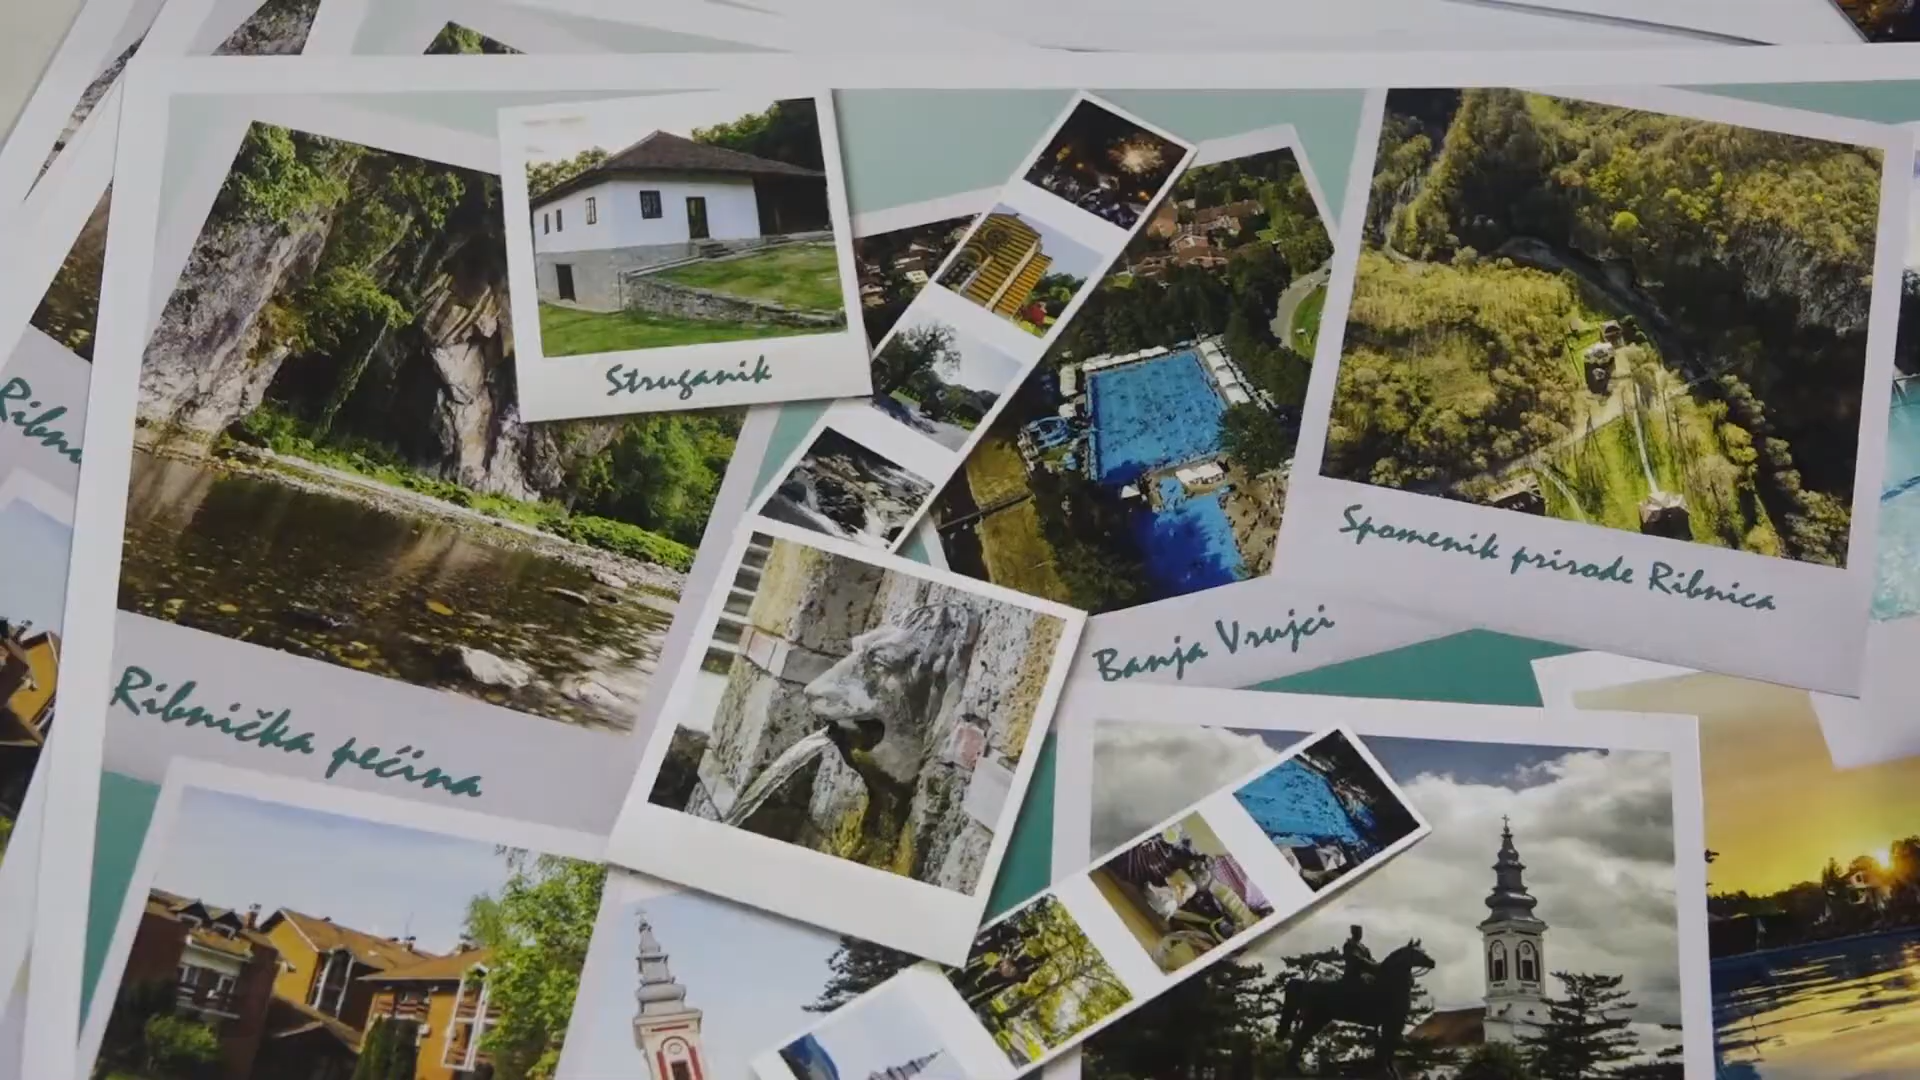 Struganik
Spomenik prirode Ribnica
Banja Vrujci
Ribnička pećina